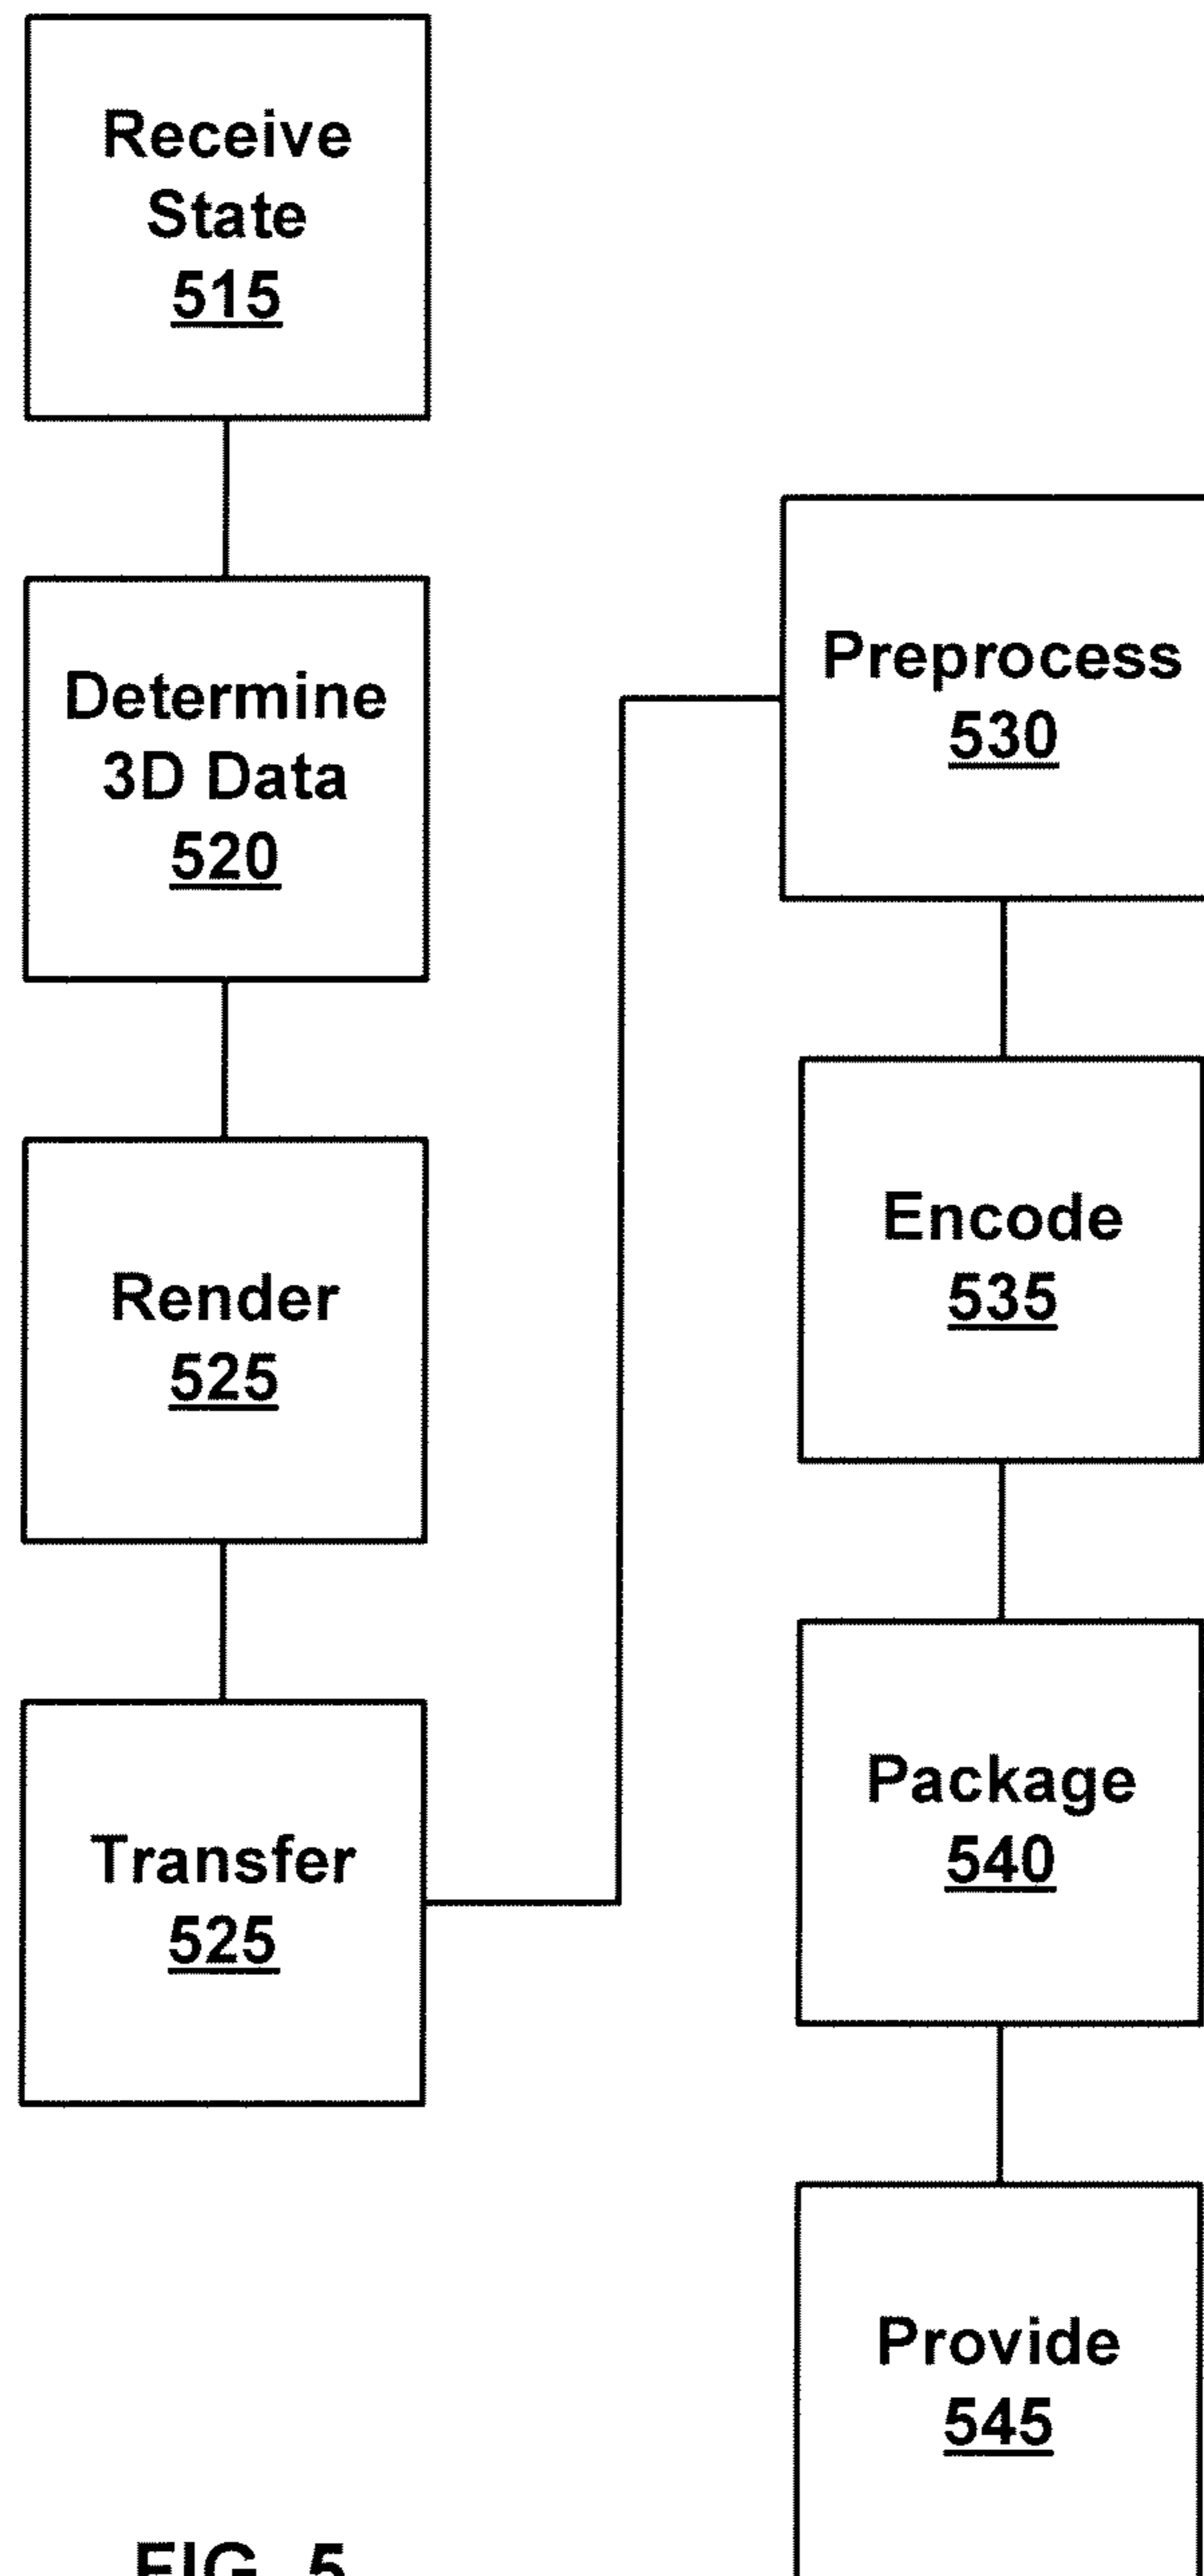 Receive
State
515
Determine
3D Data
520
Render
525
Transfer
525
Preprocess
530
Encode
535
Package
540
Provide
545
FIG. 5